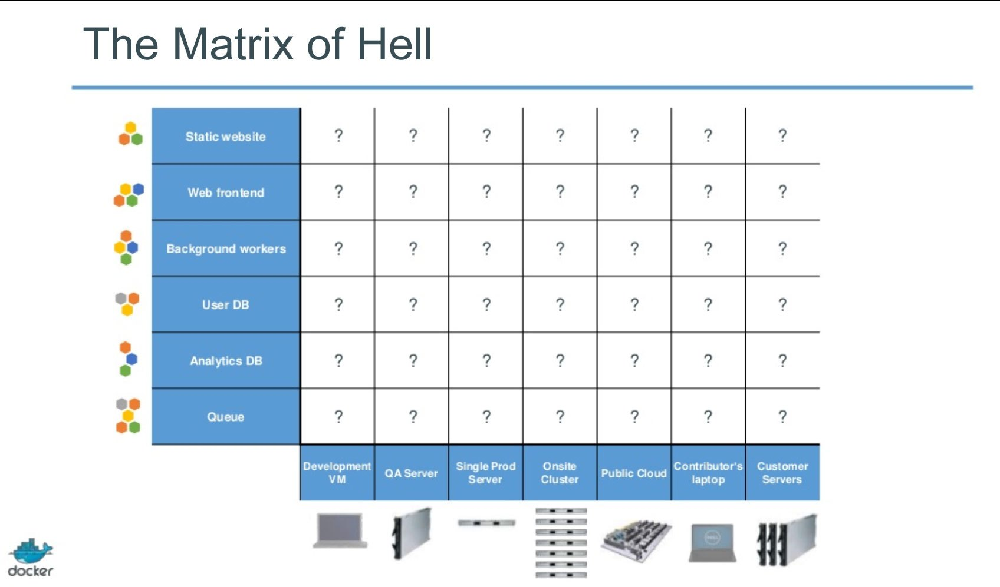 The Matrix of Hell
Static website ? ? ? ? ? ? ?
Web frontend ? ? ? ? ? ? ?
Background workers ? ? ? ? ? ? ?
User DB ? ? ? ? ? ? ?
Analytics DB ? ? ? ? ? ? ?
Queue ? ? ? ? ? ? ?
Development
VM
QA Server
Single Prod
Server
Onsite
Cluster
Public Cloud
Contributor's
laptop
Customer
Servers
DELL
docker